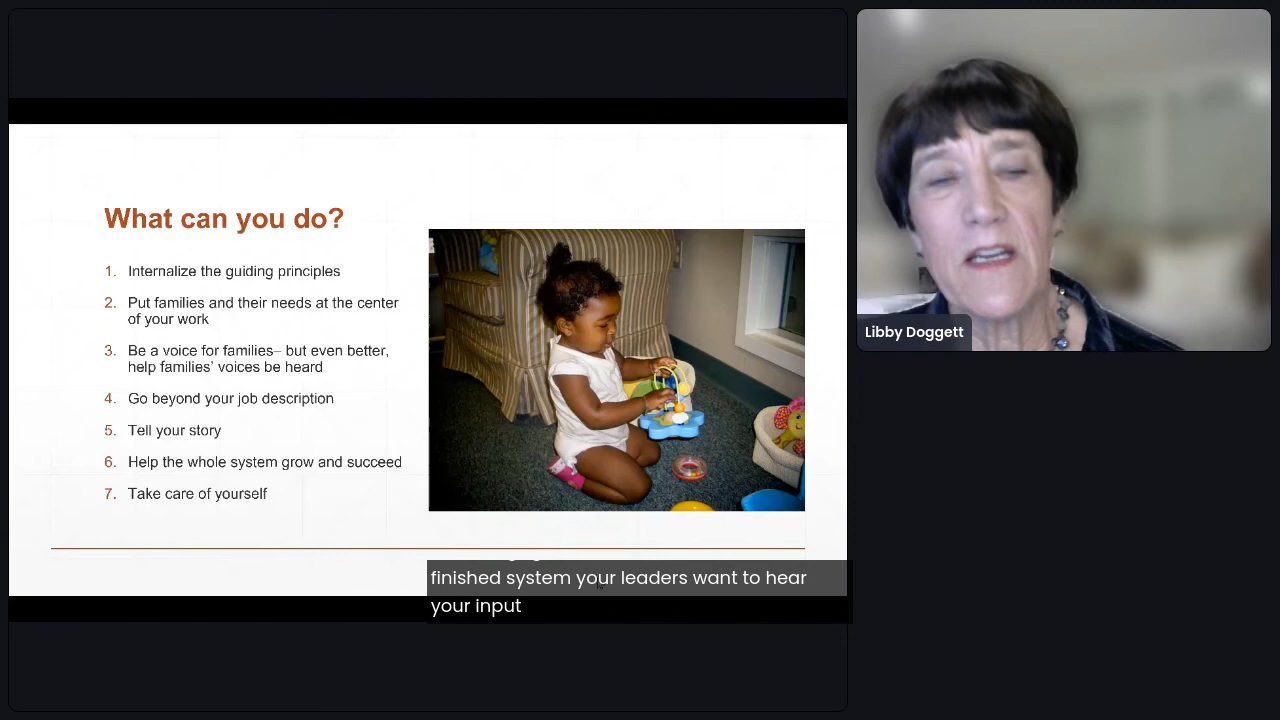 What can you do?
1. Internalize the guiding principles
2. Put families and their needs at the center
of your work
3. Be a voice for families– but even better,
help families’ voices be heard
4. Go beyond your job description
5. Tell your story
6. Help the whole system grow and succeed
7. Take care of yourself
finished system your leaders want to hear
your input
Libby Doggett